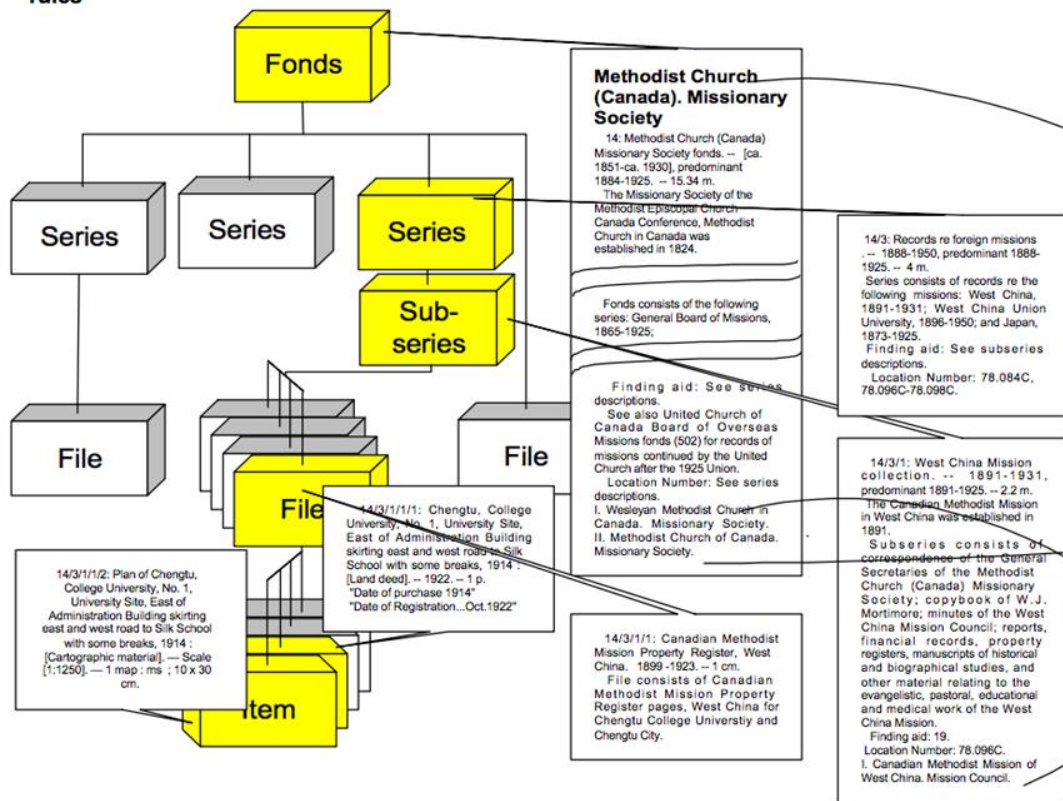 Fonds
Series
Series
Series
Sub-
series
File
File
File
Item
Methodist Church
(Canada). Missionary
Society
14: Methodist Church (Canada)
Missionary Society fonds. -- [ca.
1851-ca. 1930], predominant
1884-1925. -- 15.34 m.
The Missionary Society of the
Methodist Episcopal Church
Canada Conference, Methodist
Church in Canada was
established in 1824.
Fonds consists of the following
series: General Board of Missions,
1865-1925;
Finding aid: See series
descriptions.
See also United Church of
Canada Board of Overseas
Missions fonds (502) for records of
missions continued by the United
Church after the 1925 Union.
Location Number: See series
descriptions.
I. Wesleyan Methodist Church in
Canada. Missionary Society.
II. Methodist Church of Canada.
Missionary Society.
14/3: Records re foreign missions
. -- 1888-1950, predominant 1888-
1925. -- 4 m.
Series consists of records re the
following missions: West China,
1891-1931; West China Union
University, 1896-1950; and Japan,
1873-1925.
Finding aid: See subseries
descriptions.
Location Number: 78.084C,
78.096C-78.098C.
14/3/1: West China Mission
collection. -- 1891-1931,
predominant 1891-1925. -- 2.2 m.
The Canadian Methodist Mission
in West China was established in
1891.
Subseries consists of
correspondence of the General
Secretaries of the Methodist
Church (Canada) Missionary
Society; copybook of W.J.
Mortimore; minutes of the West
China Mission Council; reports,
financial records, property
registers, manuscripts of historical
and biographical studies, and
other material relating to the
evangelistic, pastoral, educational
and medical work of the West
China Mission.
Finding aid: 19.
Location Number: 78.096C.
I. Canadian Methodist Mission of
West China. Mission Council.
14/3/1/1/1: Chengtu, College
University, No. 1, University Site,
East of Administration Building
skirting east and west road to Silk
School with some breaks, 1914 :
[Land deed]. -- 1922. -- 1 p.
"Date of purchase 1914"
"Date of Registration...Oct.1922"
14/3/1/1/2: Plan of Chengtu,
College University, No. 1,
University Site, East of
Administration Building skirting
east and west road to Silk School
with some breaks, 1914 :
[Cartographic material]. — Scale
[1:1250]. — 1 map : ms ; 10 x 30
cm.
14/3/1/1: Canadian Methodist
Mission Property Register, West
China. 1899 -1923. -- 1 cm.
File consists of Canadian
Methodist Mission Property
Register pages, West China for
Chengtu College Universtiy and
Chengtu City.